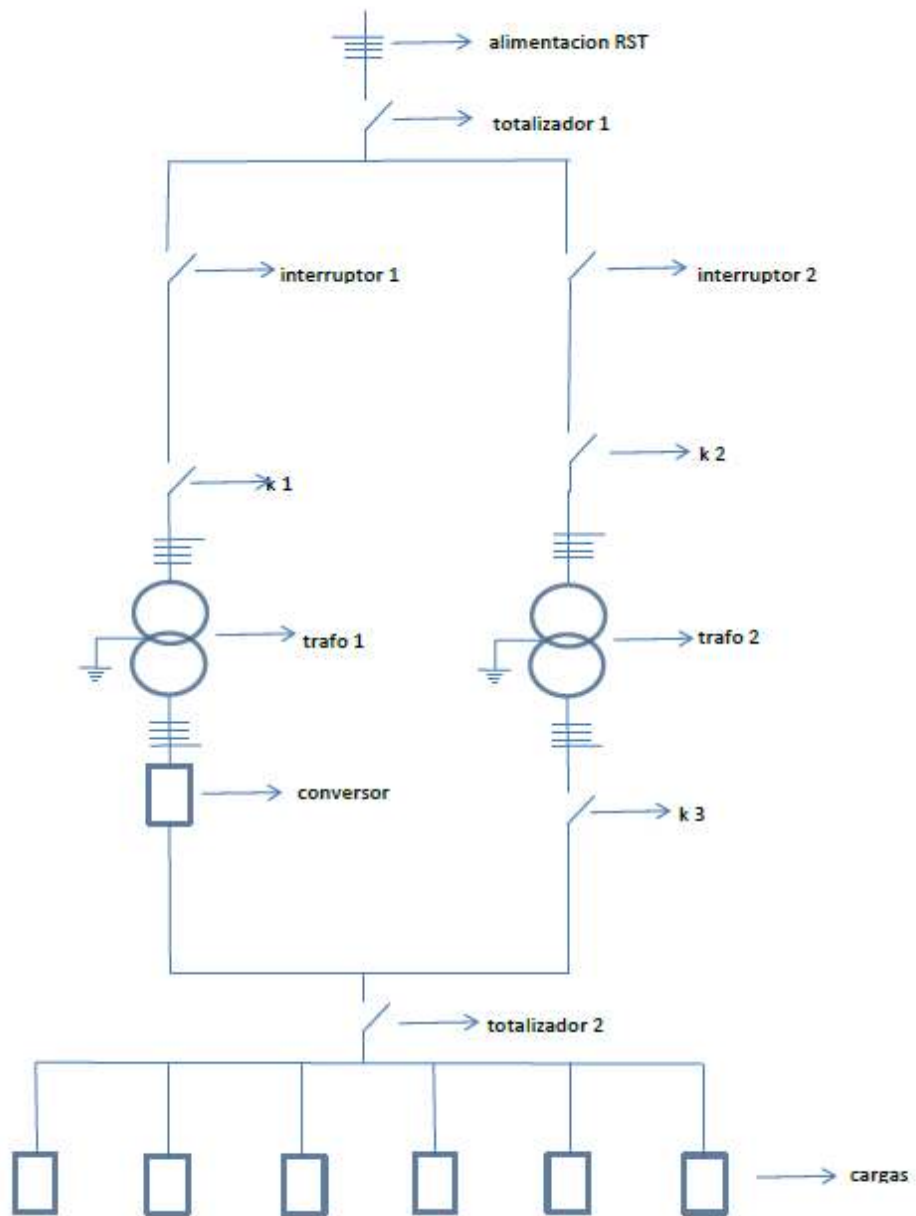 alimentacion RST
totalizador 1
interruptor 1
interruptor 2
k 1
k 2
trafo 1
trafo 2
conversor
k 3
totalizador 2
cargas